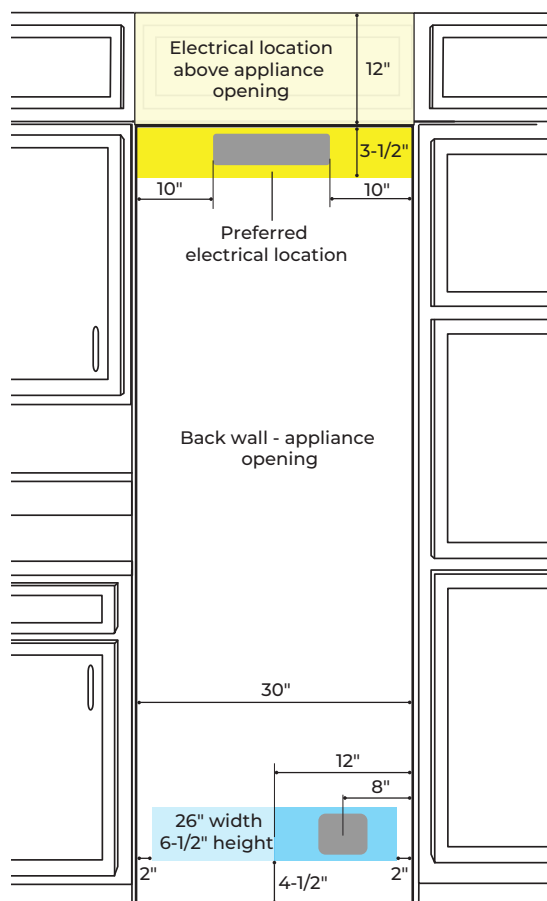 Electrical location
above appliance
opening
12"
3-1/2"
10"
10"
Preferred
electrical location
Back wall - appliance
opening
30"
12"
8"
26" width
6-1/2" height
2"
4-1/2"
2"